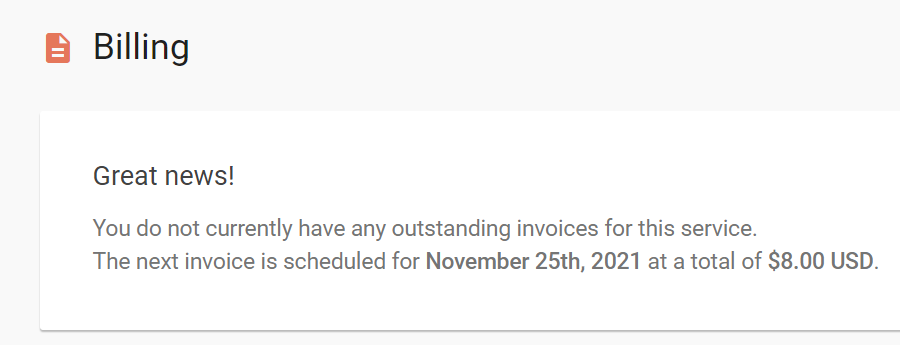 Billing
Great news!
You do not currently have any outstanding invoices for this service.
The next invoice is scheduled for November 25th, 2021 at a total of $8.00 USD.